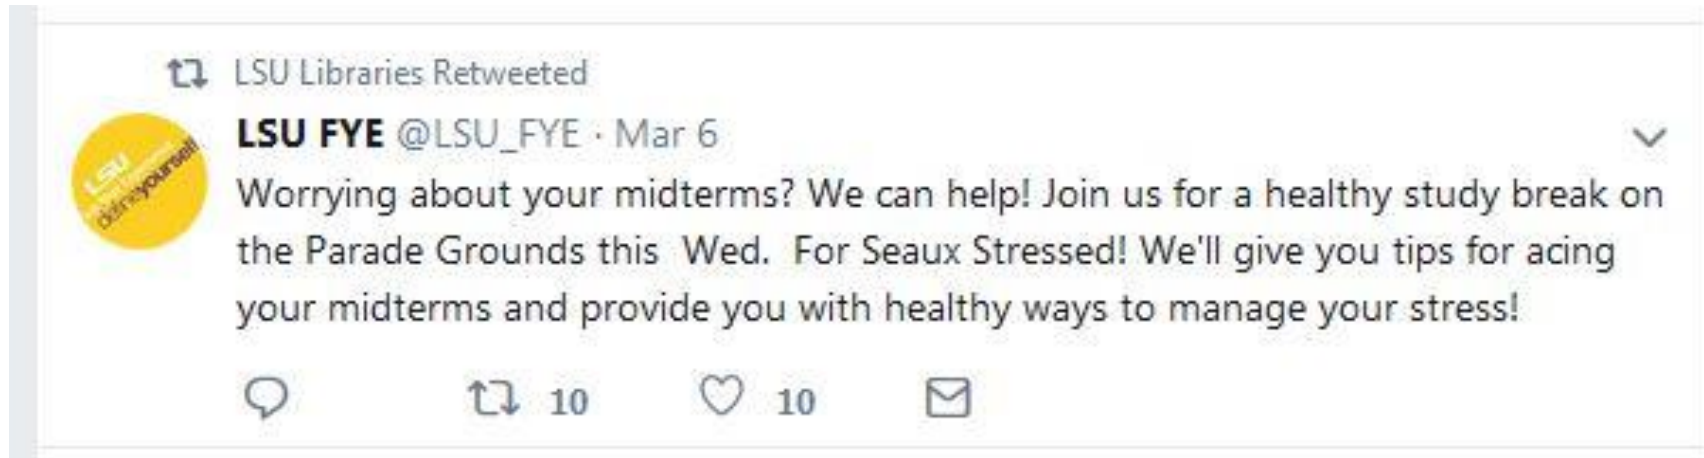 LSU Libraries Retweeted
LSU FYE @LSU_FYE · Mar 6
Worrying about your midterms? We can help! Join us for a healthy study break on
the Parade Grounds this  Wed.  For Seaux Stressed! We'll give you tips for acing
your midterms and provide you with healthy ways to manage your stress!
10 10
LSU
defineyourself